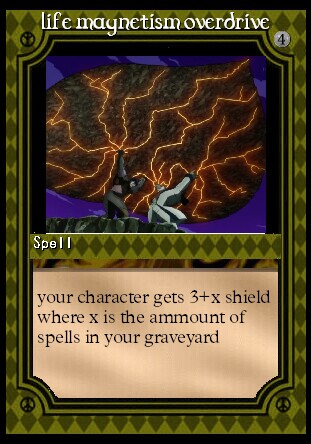 life magnetism overdrive
4
Spell
your character gets 3+x shield
where x is the ammount of
spells in your graveyard